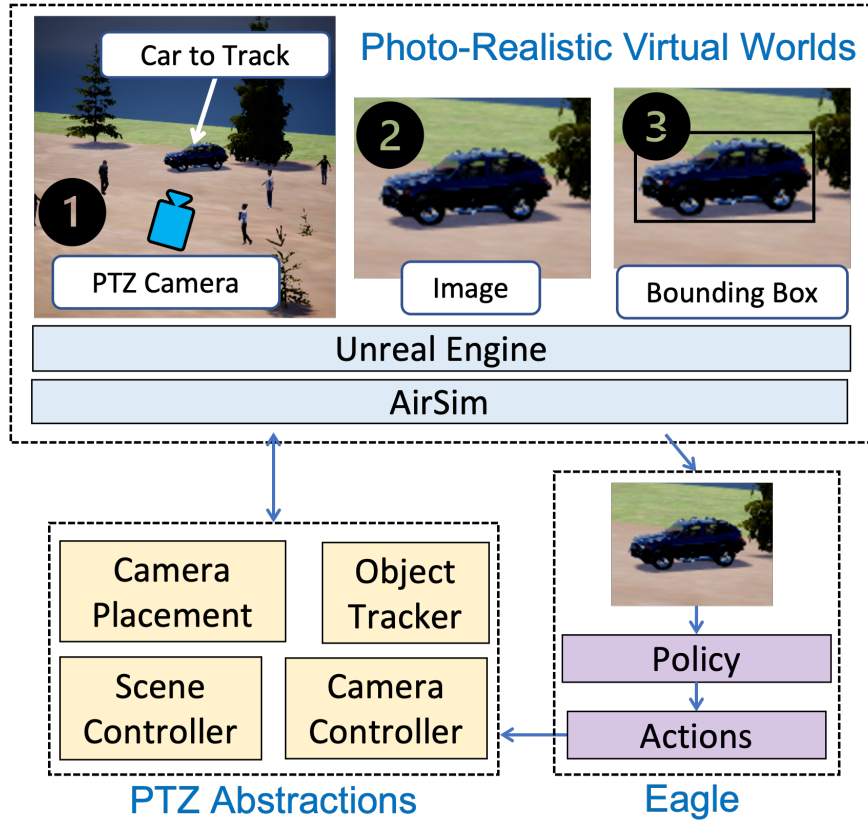 Photo-Realistic Virtual Worlds
Car to Track
1
2
3
PTZ Camera
Image
Bounding Box
Unreal Engine
AirSim
Camera
Placement
Object
Tracker
Scene
Controller
Camera
Controller
Policy
Actions
PTZ Abstractions
Eagle